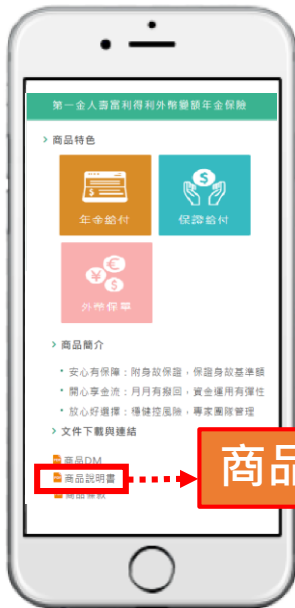 第一金人壽富利得利外幣變額年金保險
> 商品特色
年金給付
保證給付
外幣保單
> 商品簡介
• 安心有保障：附身故保證，保證身故基準額
• 開心享金流：月月有撥回，資金運用有彈性
• 放心好選擇：穩健控風險，專家團隊管理
> 文件下載與連結
商品DM
商品說明書
商品條款
商品